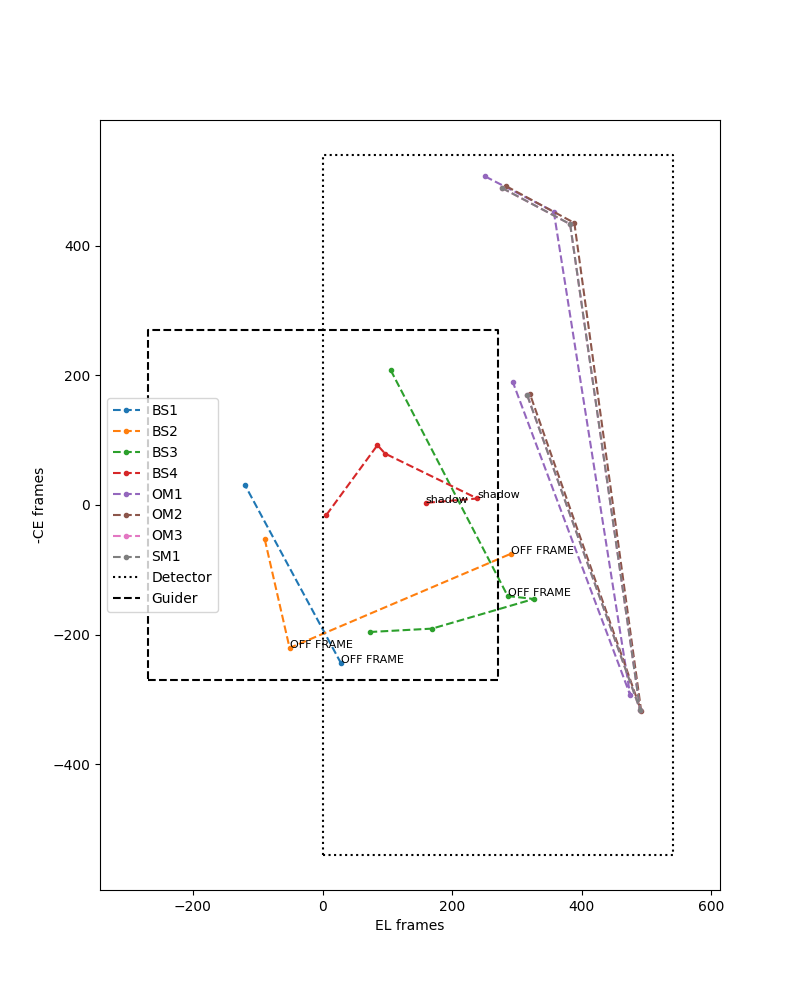 400
200
0
−200
−400
-CE frames
BS1
BS2
BS3
BS4
OM1
OM2
OM3
SM1
Detector
Guider
shadow
shadow
OFF FRAME
OFF FRAME
OFF FRAME
OFF FRAME
−200
0
200
400
600
EL frames